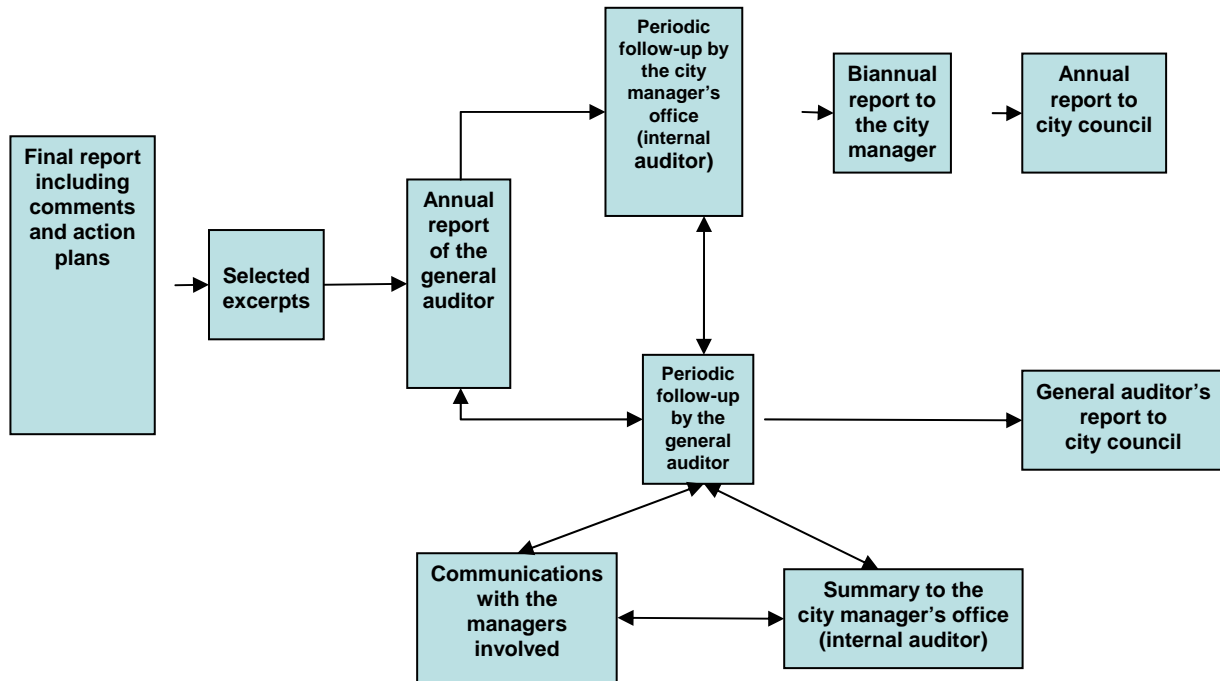 Final report
including
comments
and action
plans
Selected
excerpts
Annual
report
of the
general
auditor
Periodic
follow-up by
the city
manager’s
office
(internal
auditor)
Biannual
report to
the city
manager
Annual
report to
city council
Periodic
follow-up
by the
general
auditor
General auditor’s
report to
city council
Communications
with the
managers
involved
Summary to the
city manager’s office
(internal auditor)